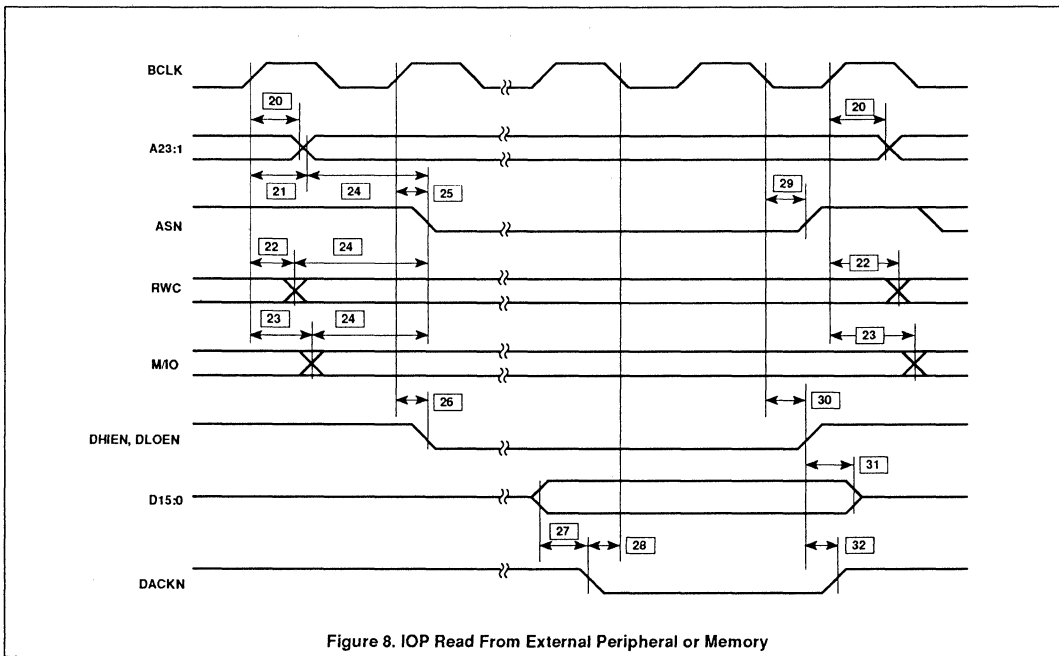 BCLK
20
20
A23:1
21
24
25
29
ASN
22
24
22
RWC
23
24
23
M/IO
26
30
DHIEN, DLOEN
31
D15:0
27
28
32
DACKN
Figure 8. IOP Read From External Peripheral or Memory